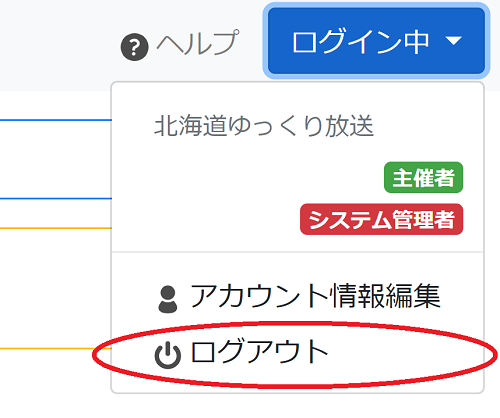 ヘルプ ログイン中
北海道ゆっくり放送
主催者
システム管理者
アカウント情報編集
ログアウト